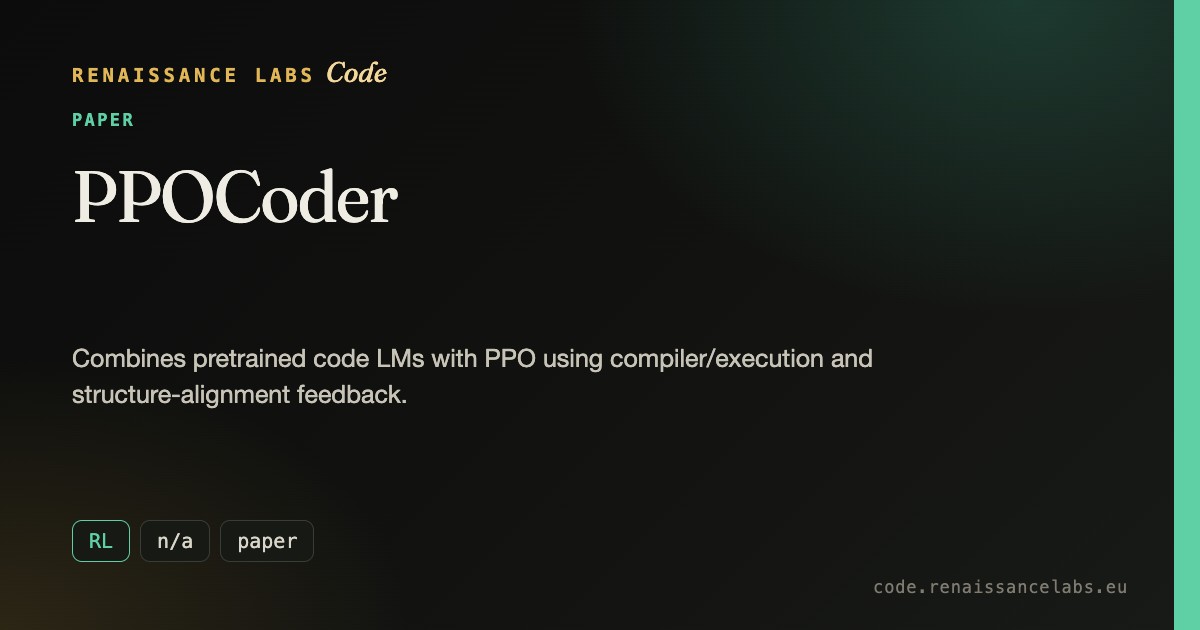 RENAISSANCE LABS Code
PAPER
PPOCoder
Combines pretrained code LMs with PPO using compiler/execution and
structure-alignment feedback.
RL n/a paper
code.renaissancelabs.eu